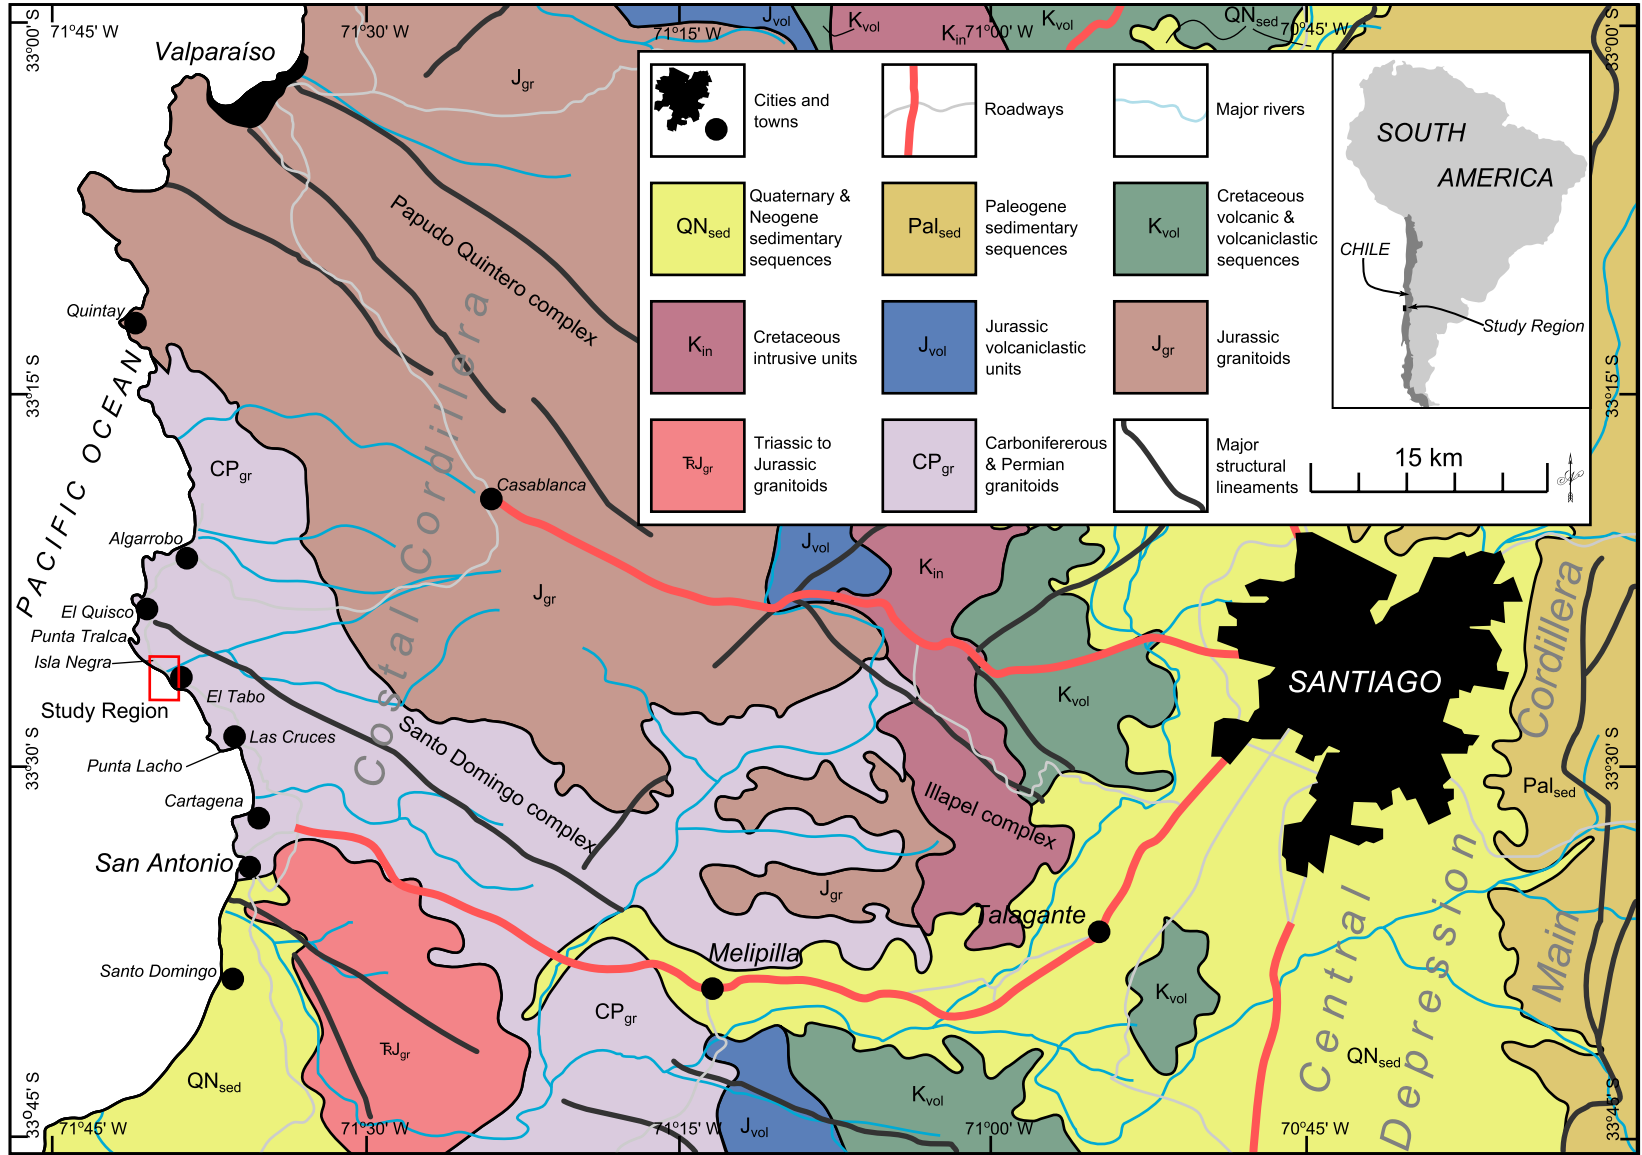 71°45' W
71°30' W
71°15' W
71°00' W
70°45' W
33°00' S
33°00' S
Jvol
Kvol
Kin
Kvol
QNsed
Valparaíso
Jgr
Cities and
towns
Roadways
Major rivers
QNsed
Quaternary &
Neogene
sedimentary
sequences
Palsed
Paleogene
sedimentary
sequences
Kvol
Cretaceous
volcanic &
volcaniclastic
sequences
Kin
Cretaceous
intrusive units
Jvol
Jurassic
volcaniclastic
units
Jgr
Jurassic
granitoids
TRJgr
Triassic to
Jurassic
granitoids
CPgr
Carbonifererous
& Permian
granitoids
Major
structural
lineaments
SOUTH
AMERICA
CHILE
Study Region
15 km
Papudo Quintero complex
Quintay
PACIFIC OCEAN
33°15' S
33°15' S
Coastal Cordillera
CPgr
Casablanca
Algarrobo
El Quisco
Punta Tralca
Isla Negra
El Tabo
Study Region
Las Cruces
Punta Lacho
Cartagena
San Antonio
Santo Domingo
Jgr
Jvol
Kin
Kvol
SANTIAGO
Main Cordillera
Palsed
33°30' S
33°30' S
Santo Domingo complex
Illapel complex
Jgr
Talagante
Melipilla
CPgr
Kvol
TRJgr
QNsed
Kvol
Jvol
QNsed
Central
Depression
33°45' S
33°45' S
71°45' W
71°30' W
71°15' W
71°00' W
70°45' W